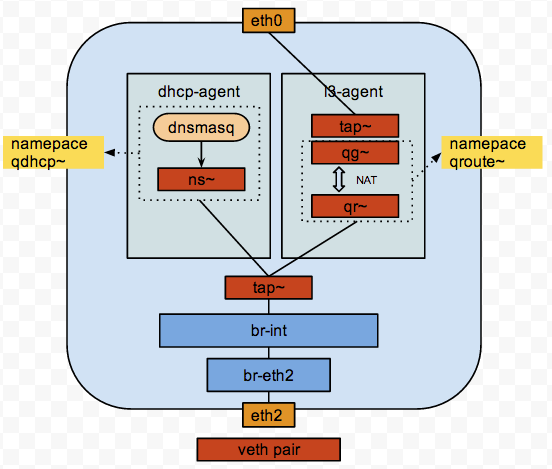 eth0
dhcp-agent
l3-agent
dnsmasq
tap~
namepace
qdhcp~
qg~
namepace
qroute~
NAT
ns~
qr~
tap~
br-int
br-eth2
eth2
veth pair